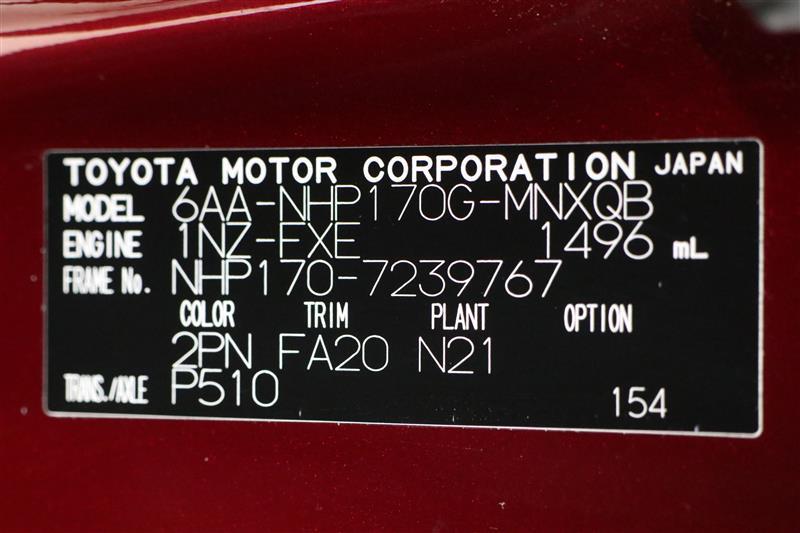 TOYOTA MOTOR CORPORATION JAPAN
MODEL 6AA-NHP170G-MNXQB
ENGINE 1NZ-FXE 1496 mL
FRAME No. NHP170-7239767
COLOR TRIM PLANT OPTION
2PN FA20 N21
TRANS./AXLE P510 154